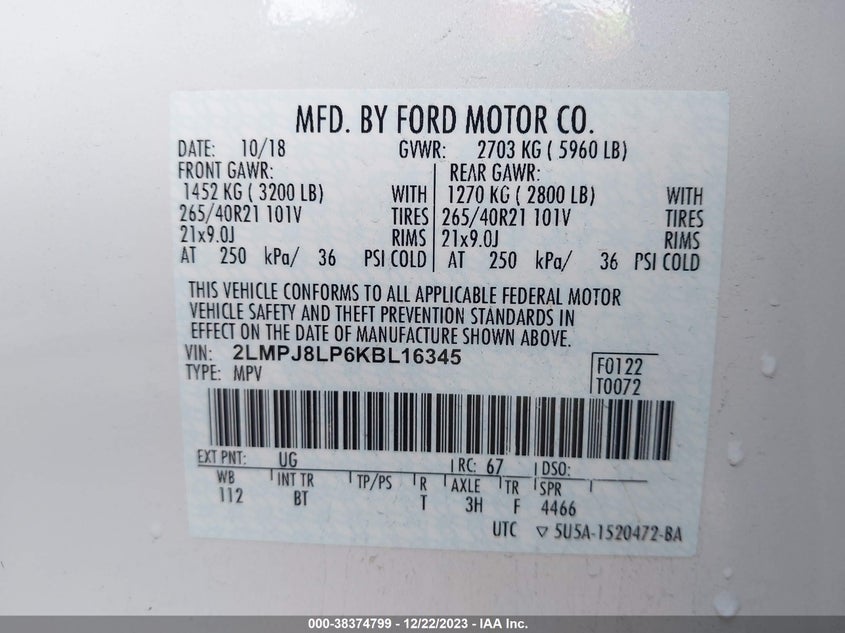 MFD. BY FORD MOTOR CO.
DATE: 10/18 GVWR: 2703 KG ( 5960 LB)
FRONT GAWR: REAR GAWR:
1452 KG ( 3200 LB) WITH 1270 KG ( 2800 LB) WITH
265/40R21 101V TIRES 265/40R21 101V TIRES
21x9.0J RIMS 21x9.0J RIMS
AT 250 kPa/ 36 PSI COLD AT 250 kPa/ 36 PSI COLD
THIS VEHICLE CONFORMS TO ALL APPLICABLE FEDERAL MOTOR
VEHICLE SAFETY AND THEFT PREVENTION STANDARDS IN
EFFECT ON THE DATE OF MANUFACTURE SHOWN ABOVE.
VIN: 2LMPJ8LP6KBL16345 F0122
TYPE: MPV T0072
EXT PNT: UG RC: 67 DSO:
WB INT TR TP/PS R AXLE TR SPR
112 BT T 3H F 4466
UTC ▽ 5U5A-1520472-BA
000-38374799 - 12/22/2023 - IAA Inc.